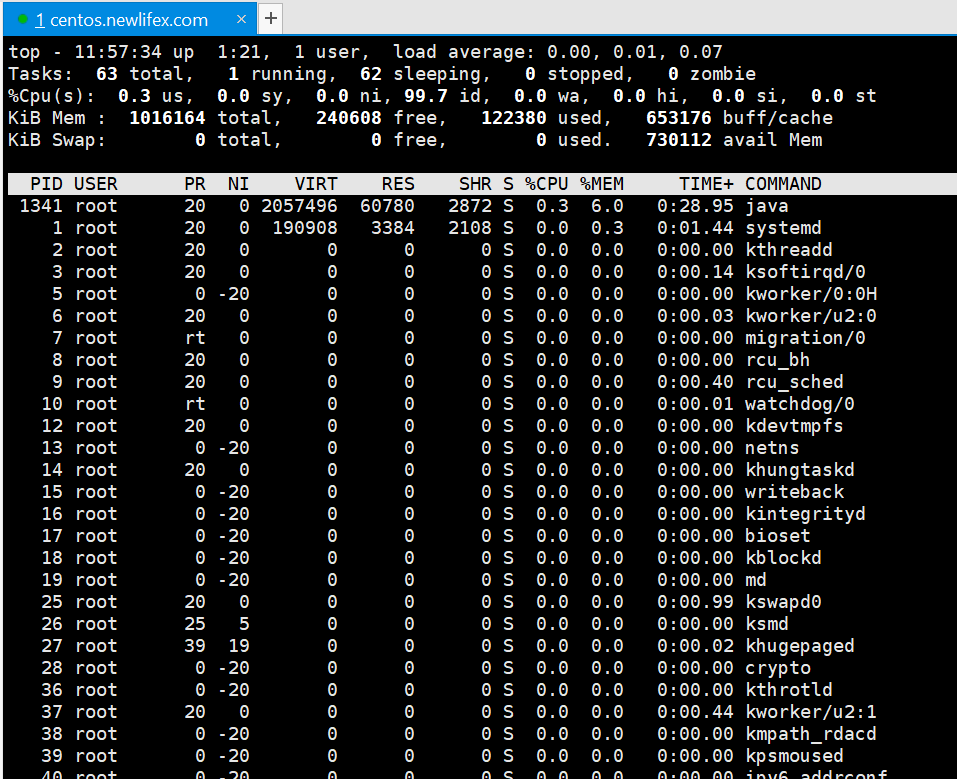 1 centos.newlifex.com × +
top - 11:57:34 up  1:21,  1 user,  load average: 0.00, 0.01, 0.07
Tasks:  63 total,   1 running,  62 sleeping,   0 stopped,   0 zombie
%Cpu(s):  0.3 us,  0.0 sy,  0.0 ni, 99.7 id,  0.0 wa,  0.0 hi,  0.0 si,  0.0 st
KiB Mem :  1016164 total,   240608 free,   122380 used,   653176 buff/cache
KiB Swap:        0 total,        0 free,        0 used.   730112 avail Mem
PID USER      PR  NI    VIRT    RES    SHR S %CPU %MEM     TIME+ COMMAND
1341 root      20   0 2057496  60780   2872 S  0.3  6.0   0:28.95 java
1 root      20   0  190908   3384   2108 S  0.0  0.3   0:01.44 systemd
2 root      20   0       0      0      0 S  0.0  0.0   0:00.00 kthreadd
3 root      20   0       0      0      0 S  0.0  0.0   0:00.14 ksoftirqd/0
5 root       0 -20       0      0      0 S  0.0  0.0   0:00.00 kworker/0:0H
6 root      20   0       0      0      0 S  0.0  0.0   0:00.03 kworker/u2:0
7 root      rt   0       0      0      0 S  0.0  0.0   0:00.00 migration/0
8 root      20   0       0      0      0 S  0.0  0.0   0:00.00 rcu_bh
9 root      20   0       0      0      0 S  0.0  0.0   0:00.40 rcu_sched
10 root      rt   0       0      0      0 S  0.0  0.0   0:00.01 watchdog/0
12 root      20   0       0      0      0 S  0.0  0.0   0:00.00 kdevtmpfs
13 root       0 -20       0      0      0 S  0.0  0.0   0:00.00 netns
14 root      20   0       0      0      0 S  0.0  0.0   0:00.00 khungtaskd
15 root       0 -20       0      0      0 S  0.0  0.0   0:00.00 writeback
16 root       0 -20       0      0      0 S  0.0  0.0   0:00.00 kintegrityd
17 root       0 -20       0      0      0 S  0.0  0.0   0:00.00 bioset
18 root       0 -20       0      0      0 S  0.0  0.0   0:00.00 kblockd
19 root       0 -20       0      0      0 S  0.0  0.0   0:00.00 md
25 root      20   0       0      0      0 S  0.0  0.0   0:00.99 kswapd0
26 root      25   5       0      0      0 S  0.0  0.0   0:00.00 ksmd
27 root      39  19       0      0      0 S  0.0  0.0   0:00.02 khugepaged
28 root       0 -20       0      0      0 S  0.0  0.0   0:00.00 crypto
36 root       0 -20       0      0      0 S  0.0  0.0   0:00.00 kthrotld
37 root      20   0       0      0      0 S  0.0  0.0   0:00.44 kworker/u2:1
38 root       0 -20       0      0      0 S  0.0  0.0   0:00.00 kmpath_rdacd
39 root       0 -20       0      0      0 S  0.0  0.0   0:00.00 kpsmoused
40 root       0 -20       0      0      0 S  0.0  0.0   0:00.00 ipv6_addrconf